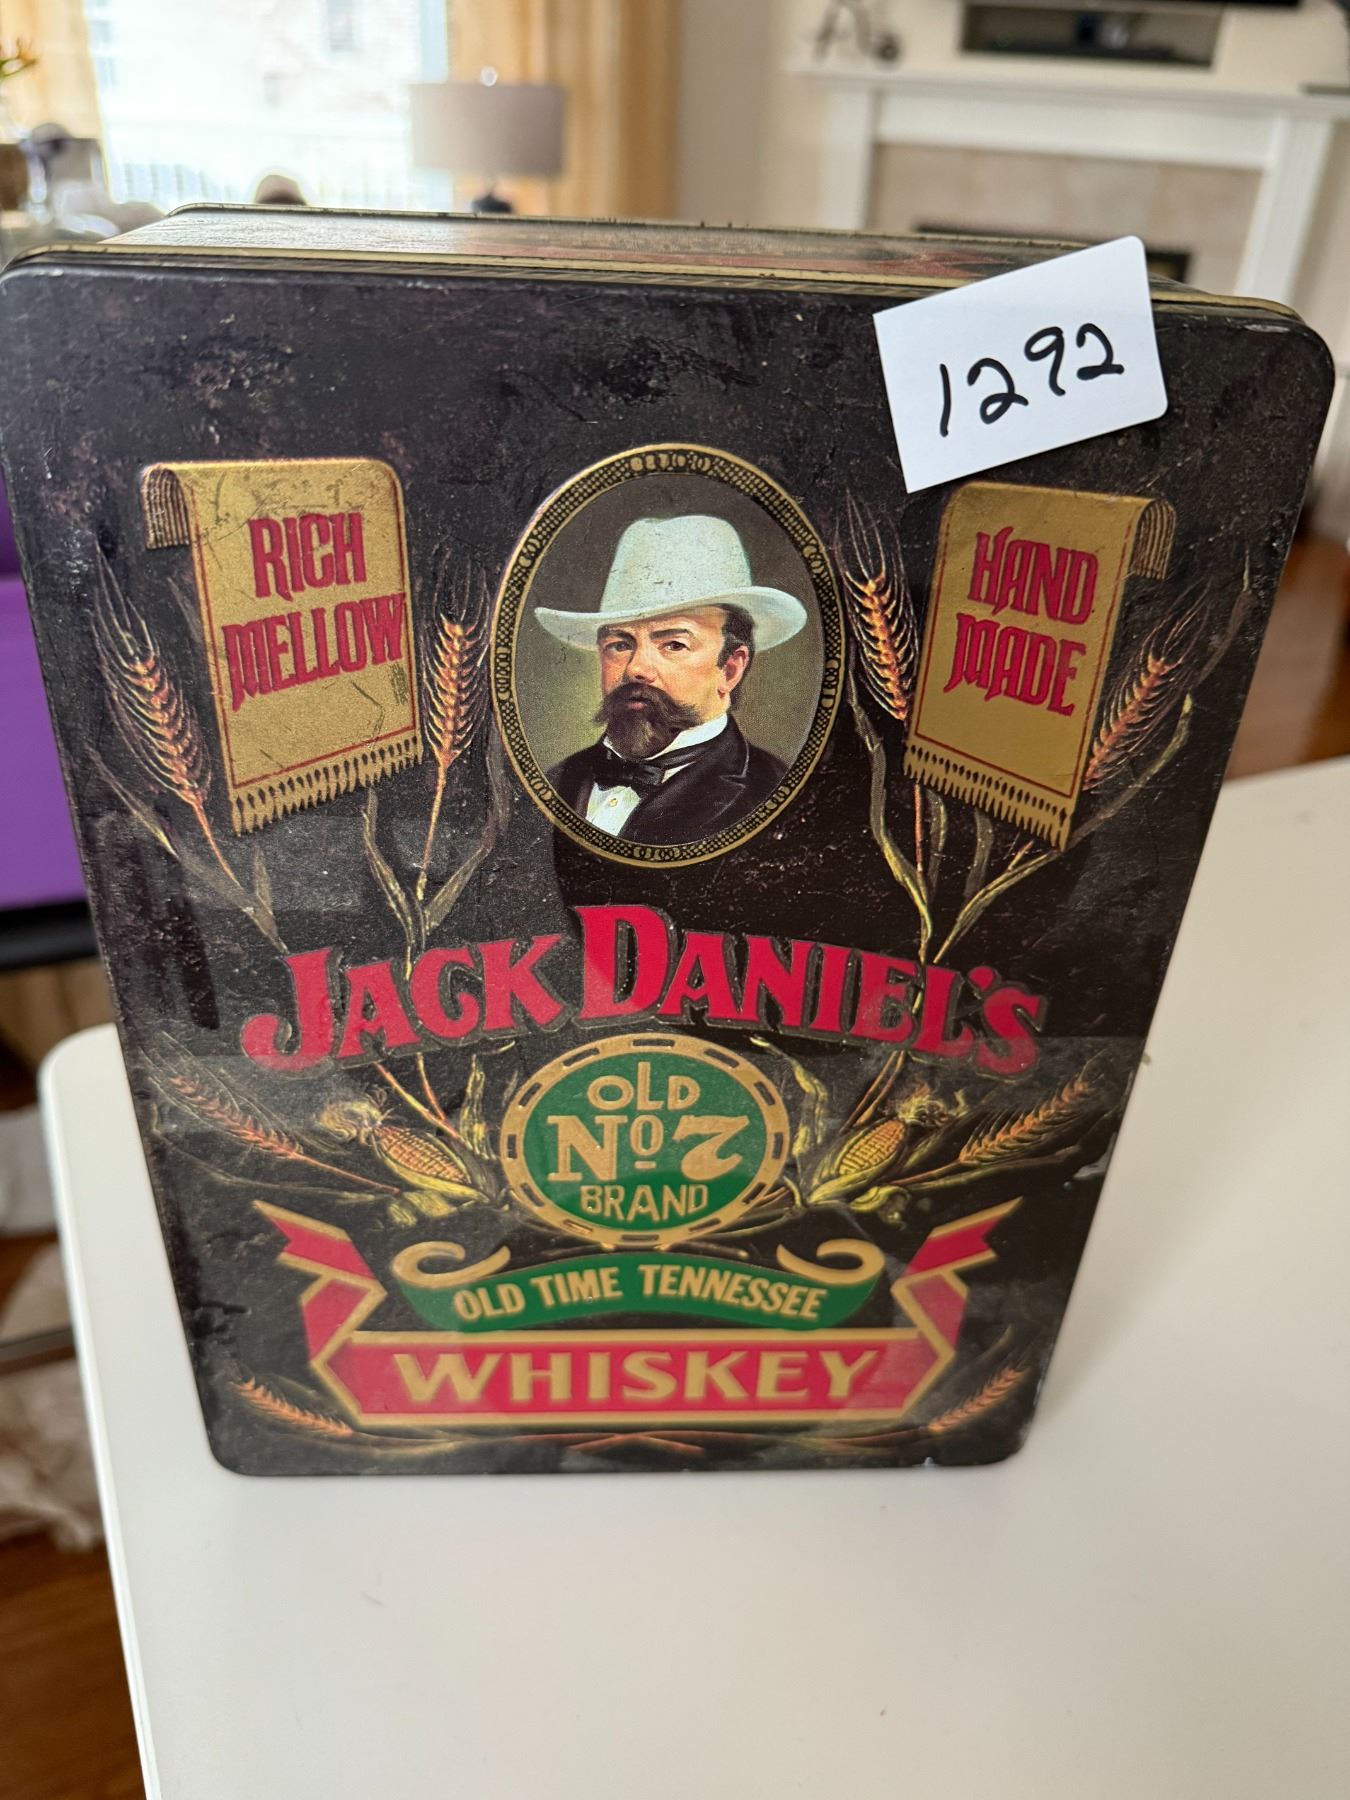 1292
RICH
MELLOW
HAND
MADE
JACK DANIEL'S
OLD
No 7
BRAND
OLD TIME TENNESSEE
WHISKEY